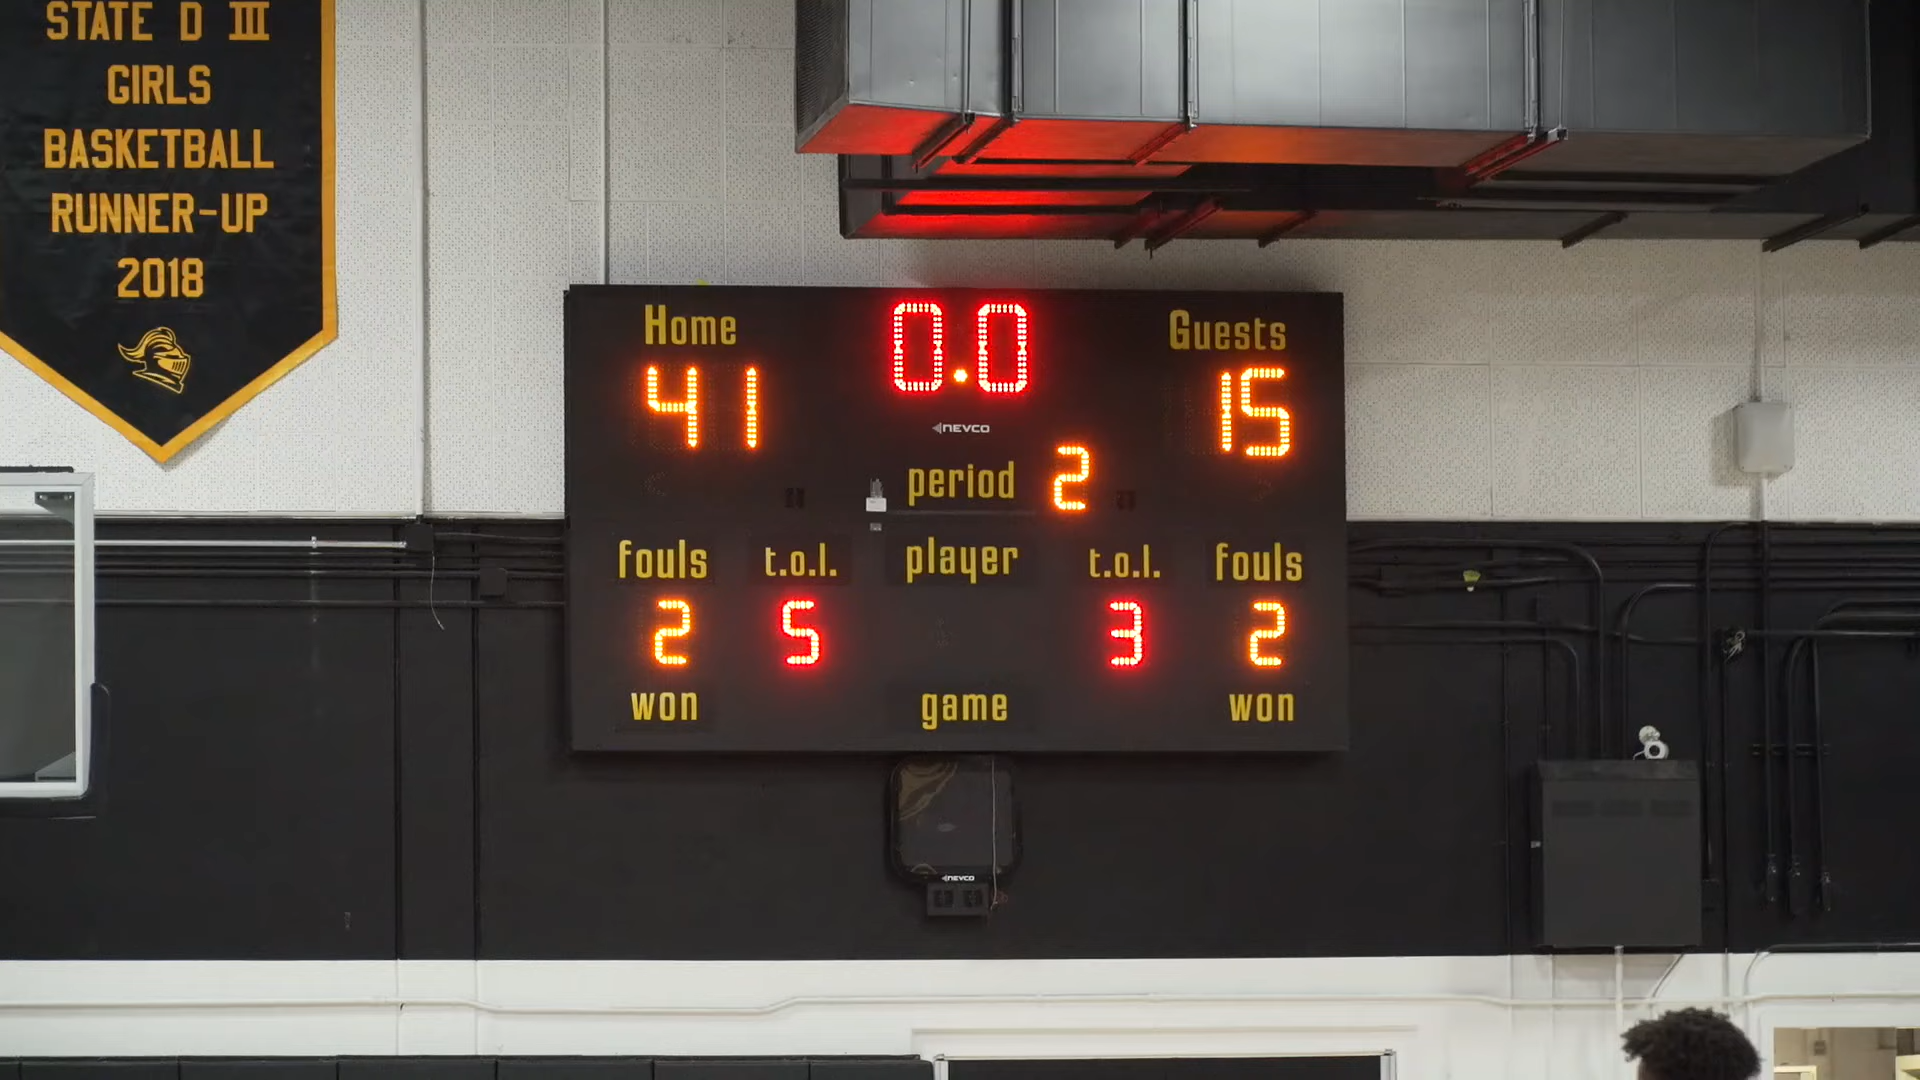 STATE D III
GIRLS
BASKETBALL
RUNNER-UP
2018
Home 0.0 Guests
41 15
NEVCO
period 2
fouls t.o.l. player t.o.l. fouls
2 5 3 2
won game won
NEVCO